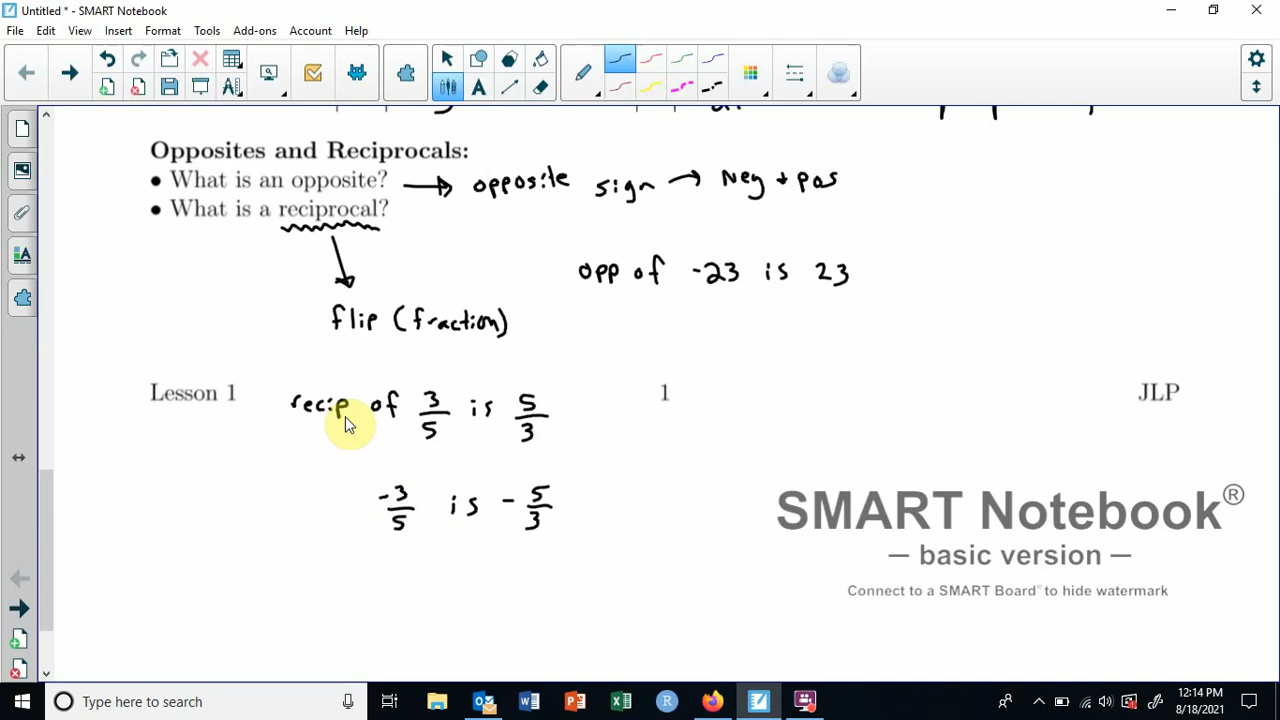 Untitled * - SMART Notebook
File Edit View Insert Format Tools Add-ons Account Help
Opposites and Reciprocals:
• What is an opposite? → opposite sign → Neg + pos
• What is a reciprocal?
opp of -23 is 23
flip (fraction)
Lesson 1 1 JLP
recip of 3/5 is 5/3
-3/5 is - 5/3
SMART Notebook®
— basic version —
Connect to a SMART Board® to hide watermark
Type here to search
12:14 PM
8/18/2021